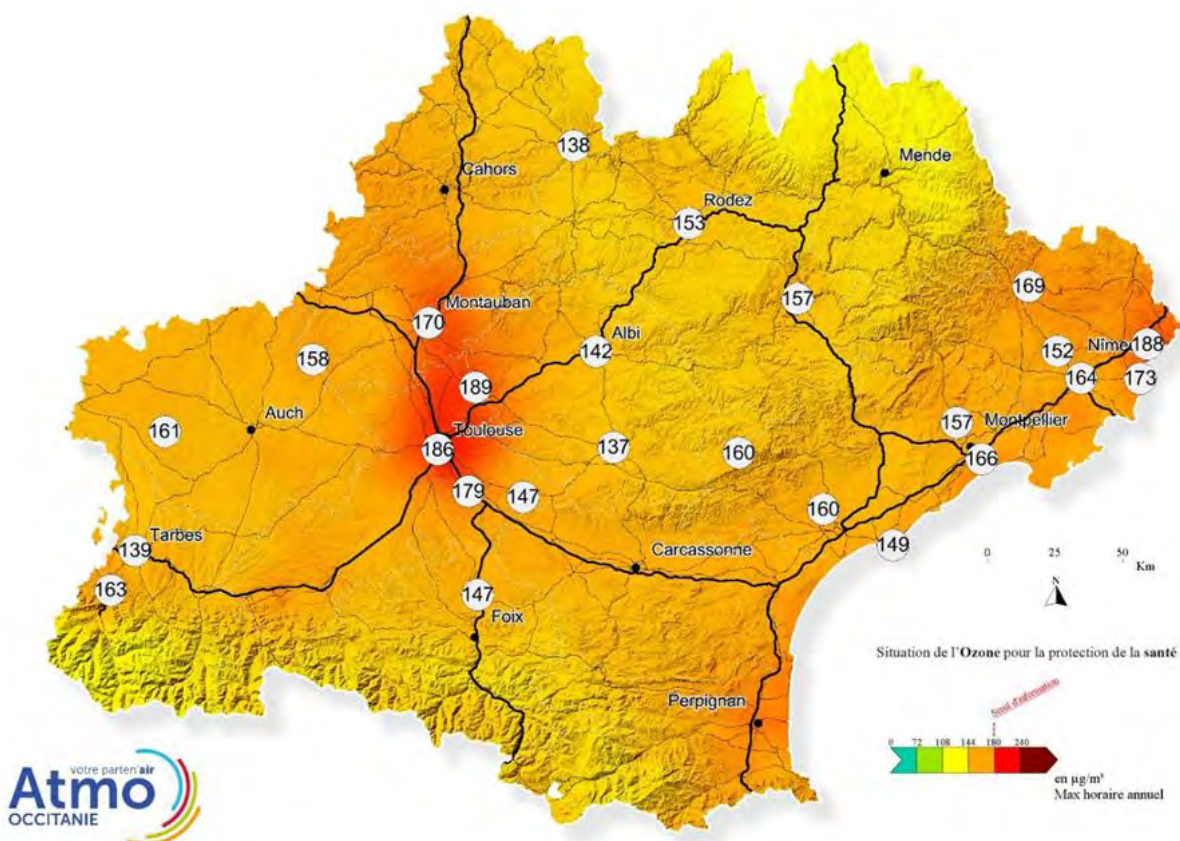 138
Cahors
Mende
Rodez
153
169
157
Montauban
170
Albi
142
152
Nîme
188
158
164
173
189
Auch
161
Toulouse
157
Montpellier
186
137
160
166
179
147
160
149
Tarbes
139
Carcassonne
0 25 50
Km
163
147
N
Foix
Situation de l'Ozone pour la protection de la santé
Perpignan
Seuil d'information
0 72 108 144 180 240
en µg/m³
Max horaire annuel
votre parten'air
Atmo
OCCITANIE